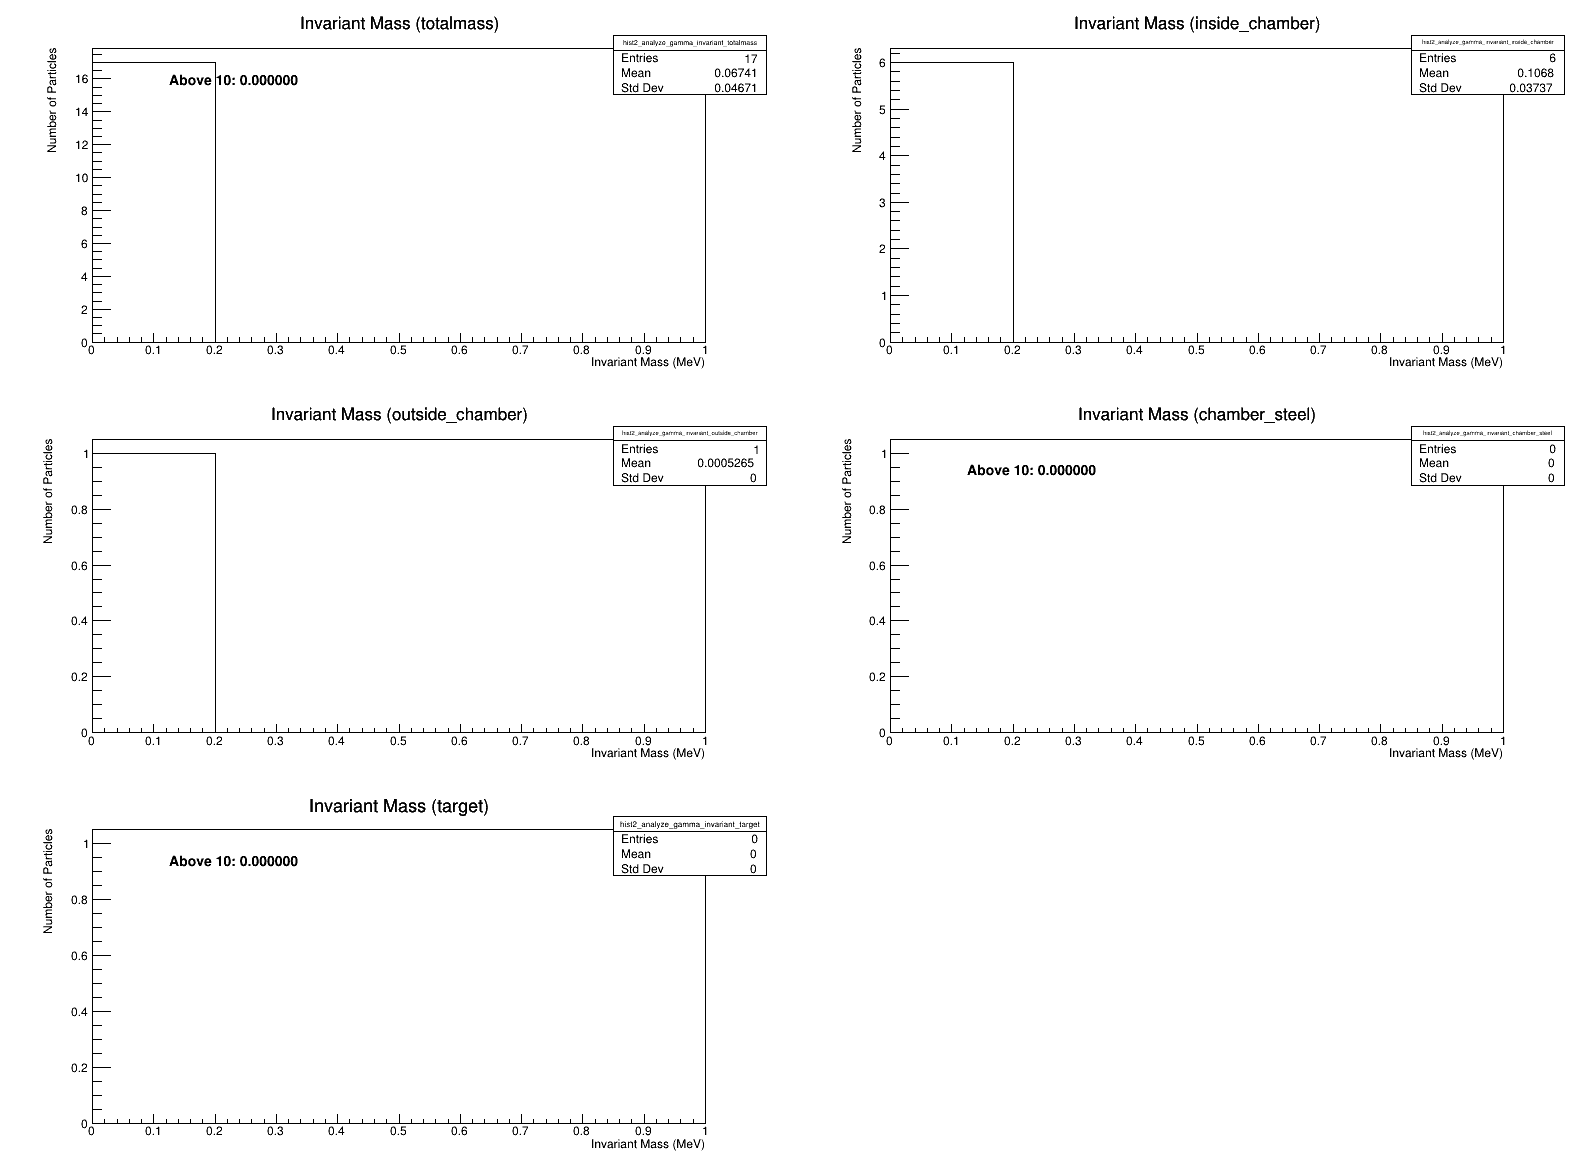 Invariant Mass (totalmass)
hist2_analyze_gamma_invariant_totalmass
Entries 17
Mean 0.06741
Std Dev 0.04671
Above 10: 0.000000
Number of Particles
16
14
12
10
8
6
4
2
0
0 0.1 0.2 0.3 0.4 0.5 0.6 0.7 0.8 0.9 1
Invariant Mass (MeV)
Invariant Mass (inside_chamber)
hist2_analyze_gamma_invariant_inside_chamber
Entries 6
Mean 0.1068
Std Dev 0.03737
Number of Particles
6
5
4
3
2
1
0
0 0.1 0.2 0.3 0.4 0.5 0.6 0.7 0.8 0.9 1
Invariant Mass (MeV)
Invariant Mass (outside_chamber)
hist2_analyze_gamma_invariant_outside_chamber
Entries 1
Mean 0.0005265
Std Dev 0
Number of Particles
1
0.8
0.6
0.4
0.2
0
0 0.1 0.2 0.3 0.4 0.5 0.6 0.7 0.8 0.9 1
Invariant Mass (MeV)
Invariant Mass (chamber_steel)
hist2_analyze_gamma_invariant_chamber_steel
Entries 0
Mean 0
Std Dev 0
Above 10: 0.000000
Number of Particles
1
0.8
0.6
0.4
0.2
0
0 0.1 0.2 0.3 0.4 0.5 0.6 0.7 0.8 0.9 1
Invariant Mass (MeV)
Invariant Mass (target)
hist2_analyze_gamma_invariant_target
Entries 0
Mean 0
Std Dev 0
Above 10: 0.000000
Number of Particles
1
0.8
0.6
0.4
0.2
0
0 0.1 0.2 0.3 0.4 0.5 0.6 0.7 0.8 0.9 1
Invariant Mass (MeV)